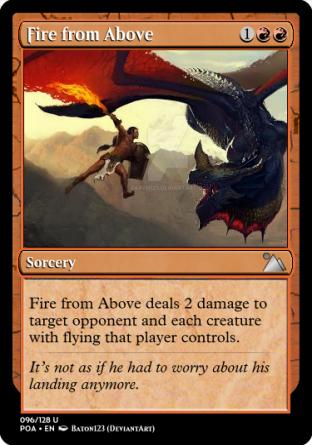 Fire from Above 1
Sorcery
Fire from Above deals 2 damage to
target opponent and each creature
with flying that player controls.
It's not as if he had to worry about his
landing anymore.
096/128 U
POA • EN Baton123 (DeviantArt)